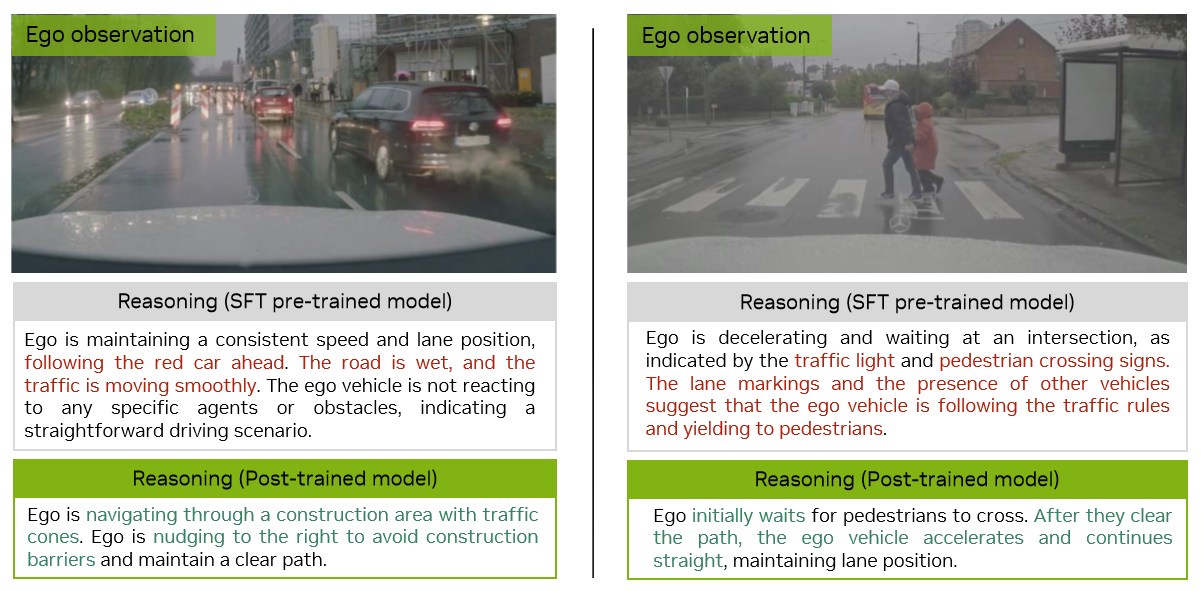 Ego observation
Reasoning (SFT pre-trained model)
Ego is maintaining a consistent speed and lane position,
following the red car ahead. The road is wet, and the
traffic is moving smoothly. The ego vehicle is not reacting
to any specific agents or obstacles, indicating a
straightforward driving scenario.
Reasoning (Post-trained model)
Ego is navigating through a construction area with traffic
cones. Ego is nudging to the right to avoid construction
barriers and maintain a clear path.
Ego observation
Reasoning (SFT pre-trained model)
Ego is decelerating and waiting at an intersection, as
indicated by the traffic light and pedestrian crossing signs.
The lane markings and the presence of other vehicles
suggest that the ego vehicle is following the traffic rules
and yielding to pedestrians.
Reasoning (Post-trained model)
Ego initially waits for pedestrians to cross. After they clear
the path, the ego vehicle accelerates and continues
straight, maintaining lane position.